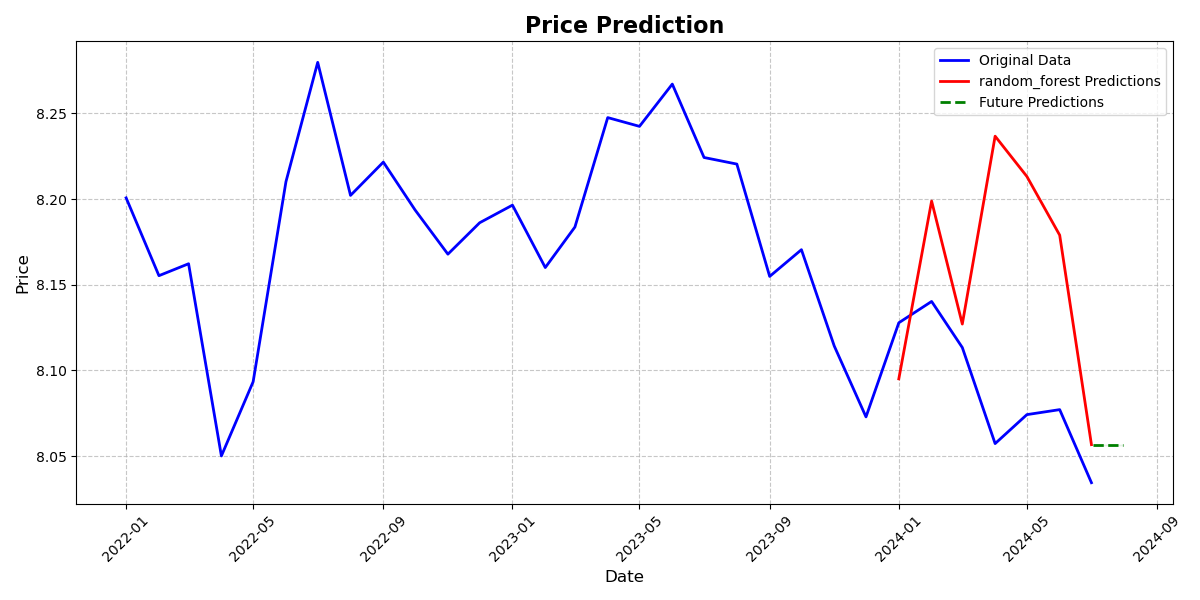 Price Prediction
Original Data
random_forest Predictions
Future Predictions
Price
8.25
8.20
8.15
8.10
8.05
2022-01
2022-05
2022-09
2023-01
2023-05
2023-09
2024-01
2024-05
2024-09
Date